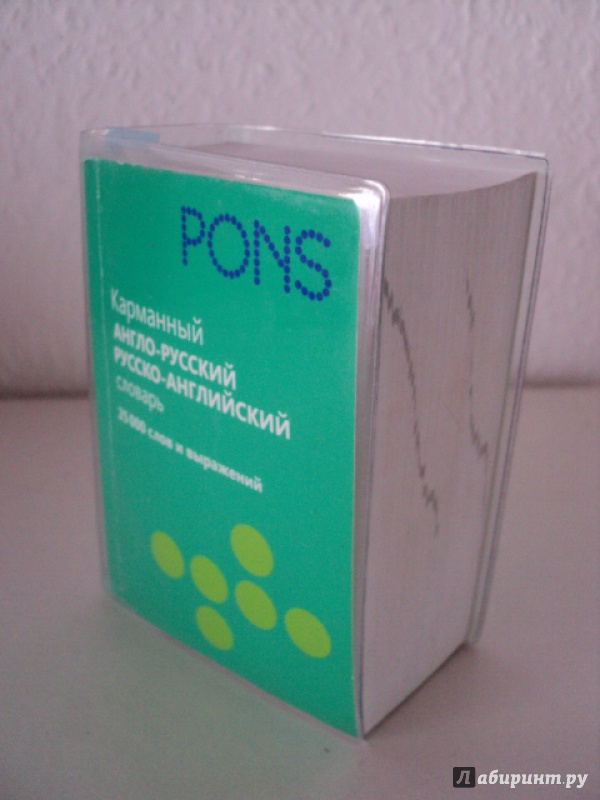 PONS
Карманный
АНГЛО-РУССКИЙ
РУССКО-АНГЛИЙСКИЙ
словарь
25 000 слов и выражений
лабиринт.ру